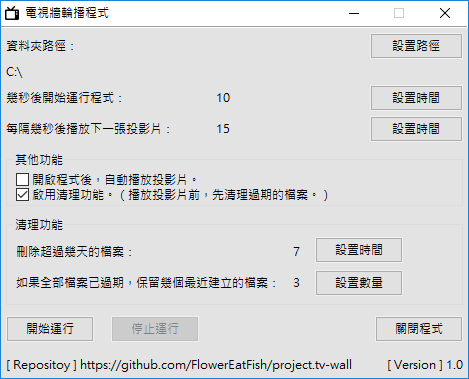 電視牆輪播程式
資料夾路徑： 設置路徑
C:\
幾秒後開始運行程式： 10 設置時間
每隔幾秒後播放下一張投影片： 15 設置時間
其他功能
開啟程式後，自動播放投影片。
啟用清理功能。（播放投影片前，先清理過期的檔案。）
清理功能
刪除超過幾天的檔案： 7 設置時間
如果全部檔案已過期，保留幾個最近建立的檔案： 3 設置數量
開始運行 停止運行 關閉程式
[ Repositoy ] https://github.com/FlowerEatFish/project.tv-wall [ Version ] 1.0